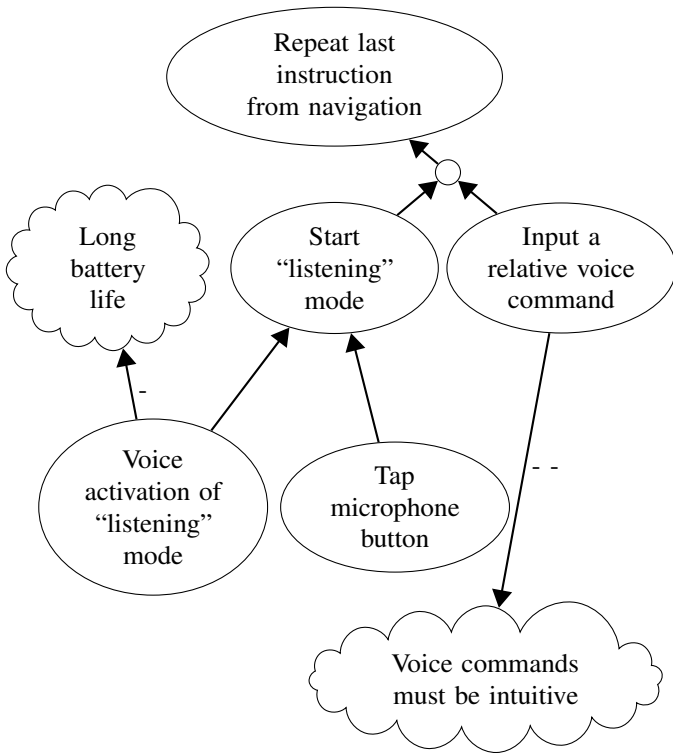 Repeat last
instruction
from navigation
Long
battery
life
Start
“listening”
mode
Input a
relative voice
command
-
- -
Voice
activation of
“listening”
mode
Tap
microphone
button
Voice commands
must be intuitive